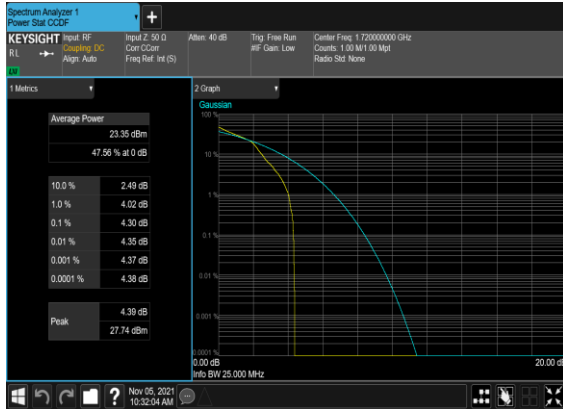 Spectrum Analyzer 1
Power Stat CCDF
+
KEYSIGHT
RL
LU
Input: RF
Coupling: DC
Align: Auto
Input Z: 50 Ω
Corr CCorr
Freq Ref: Int (S)
Atten: 40 dB
Trig: Free Run
#IF Gain: Low
Center Freq: 1.720000000 GHz
Counts: 1.00 M/1.00 Mpt
Radio Std: None
1 Metrics
Average Power
23.35 dBm
47.56 % at 0 dB
10.0 % 2.49 dB
1.0 % 4.02 dB
0.1 % 4.30 dB
0.01 % 4.35 dB
0.001 % 4.37 dB
0.0001 % 4.38 dB
Peak
4.39 dB
27.74 dBm
2 Graph
Gaussian
100 %
10 %
1 %
0.1 %
0.01 %
0.001 %
0.0001 %
0.00 dB
20.00 dB
Info BW 25.000 MHz
?
Nov 05, 2021
10:32:04 AM